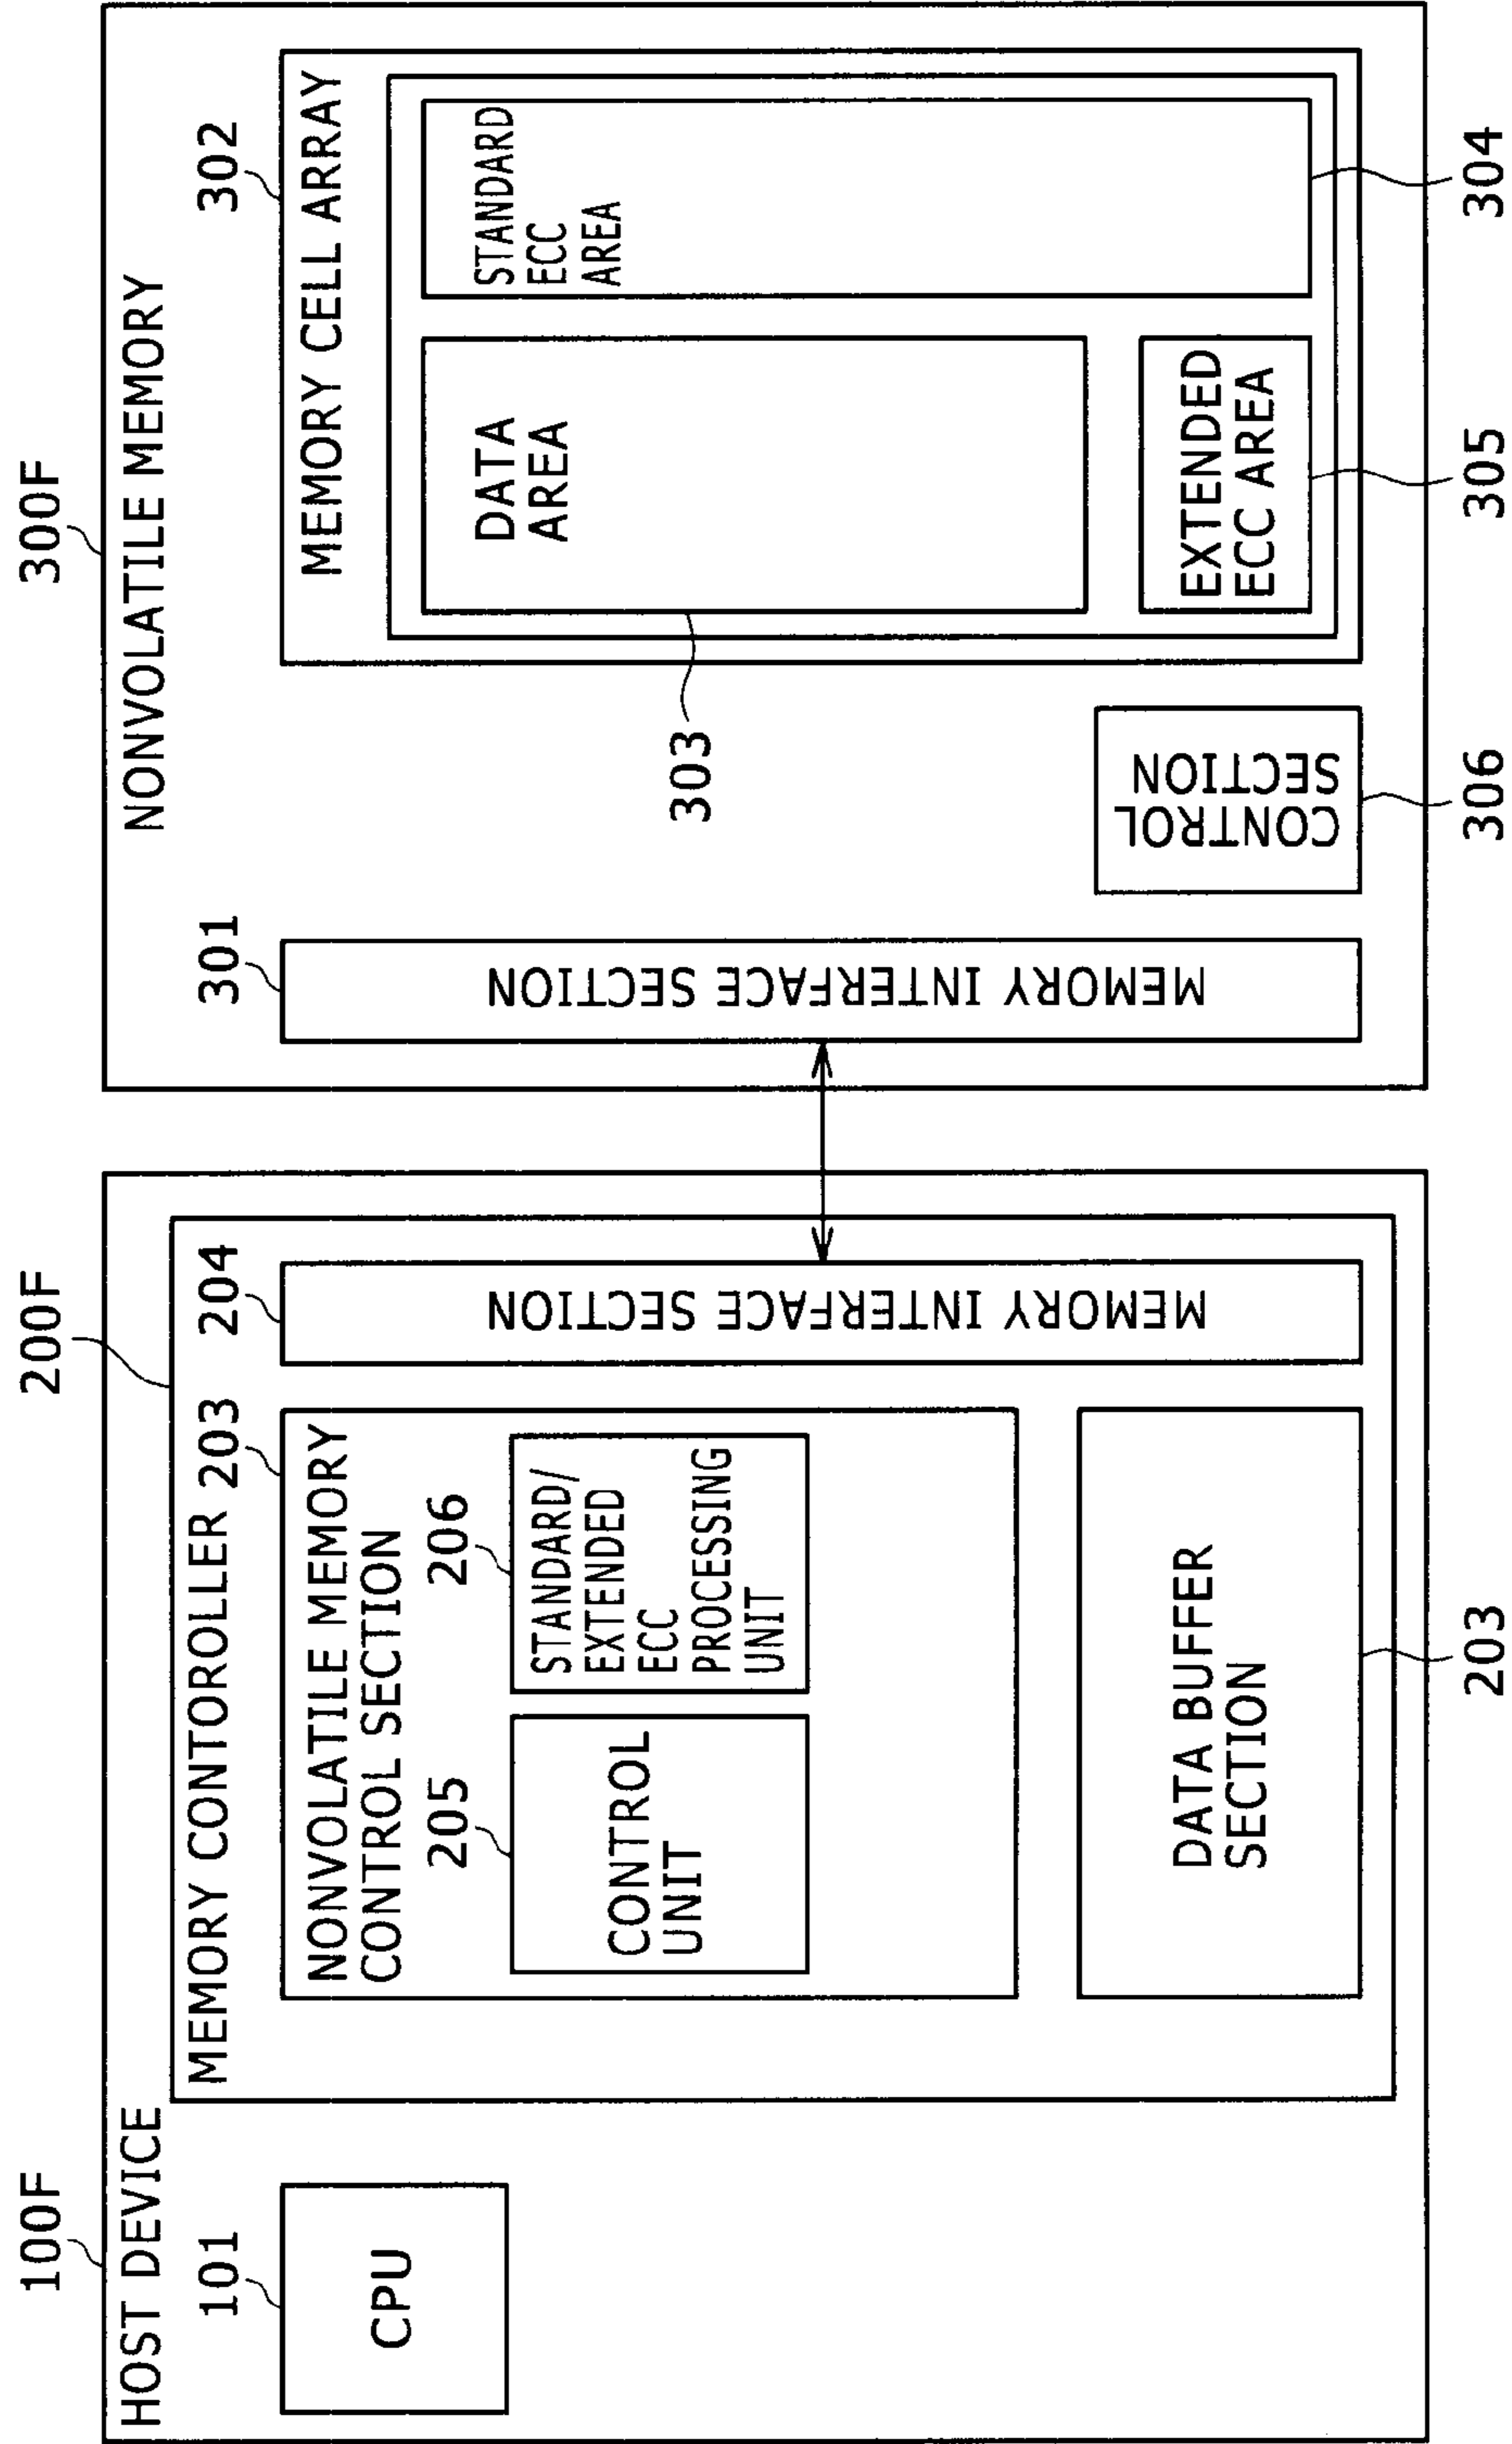 100F
HOST DEVICE
101
CPU
200F
MEMORY CONTOROLLER
203
NONVOLATILE MEMORY
CONTROL SECTION
205
CONTROL
UNIT
206
STANDARD/
EXTENDED
ECC
PROCESSING
UNIT
DATA BUFFER
SECTION
203
204
MEMORY INTERFACE SECTION
300F
NONVOLATILE MEMORY
301
MEMORY INTERFACE SECTION
CONTROL
SECTION
306
302
MEMORY CELL ARRAY
DATA
AREA
303
STANDARD
ECC
AREA
304
EXTENDED
ECC AREA
305